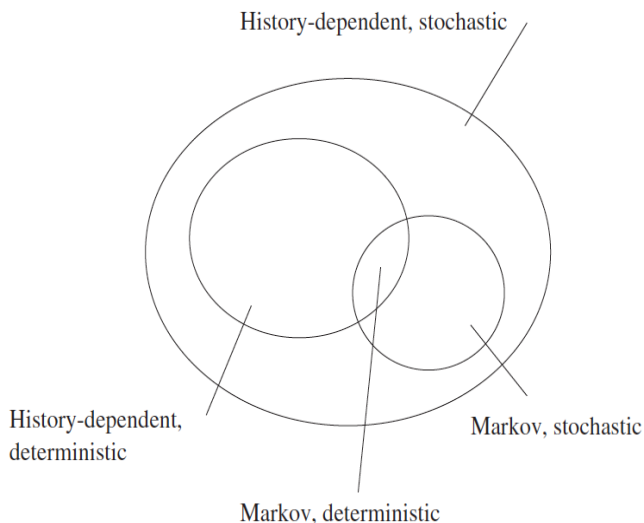 History-dependent, stochastic
History-dependent,
deterministic
Markov, stochastic
Markov, deterministic